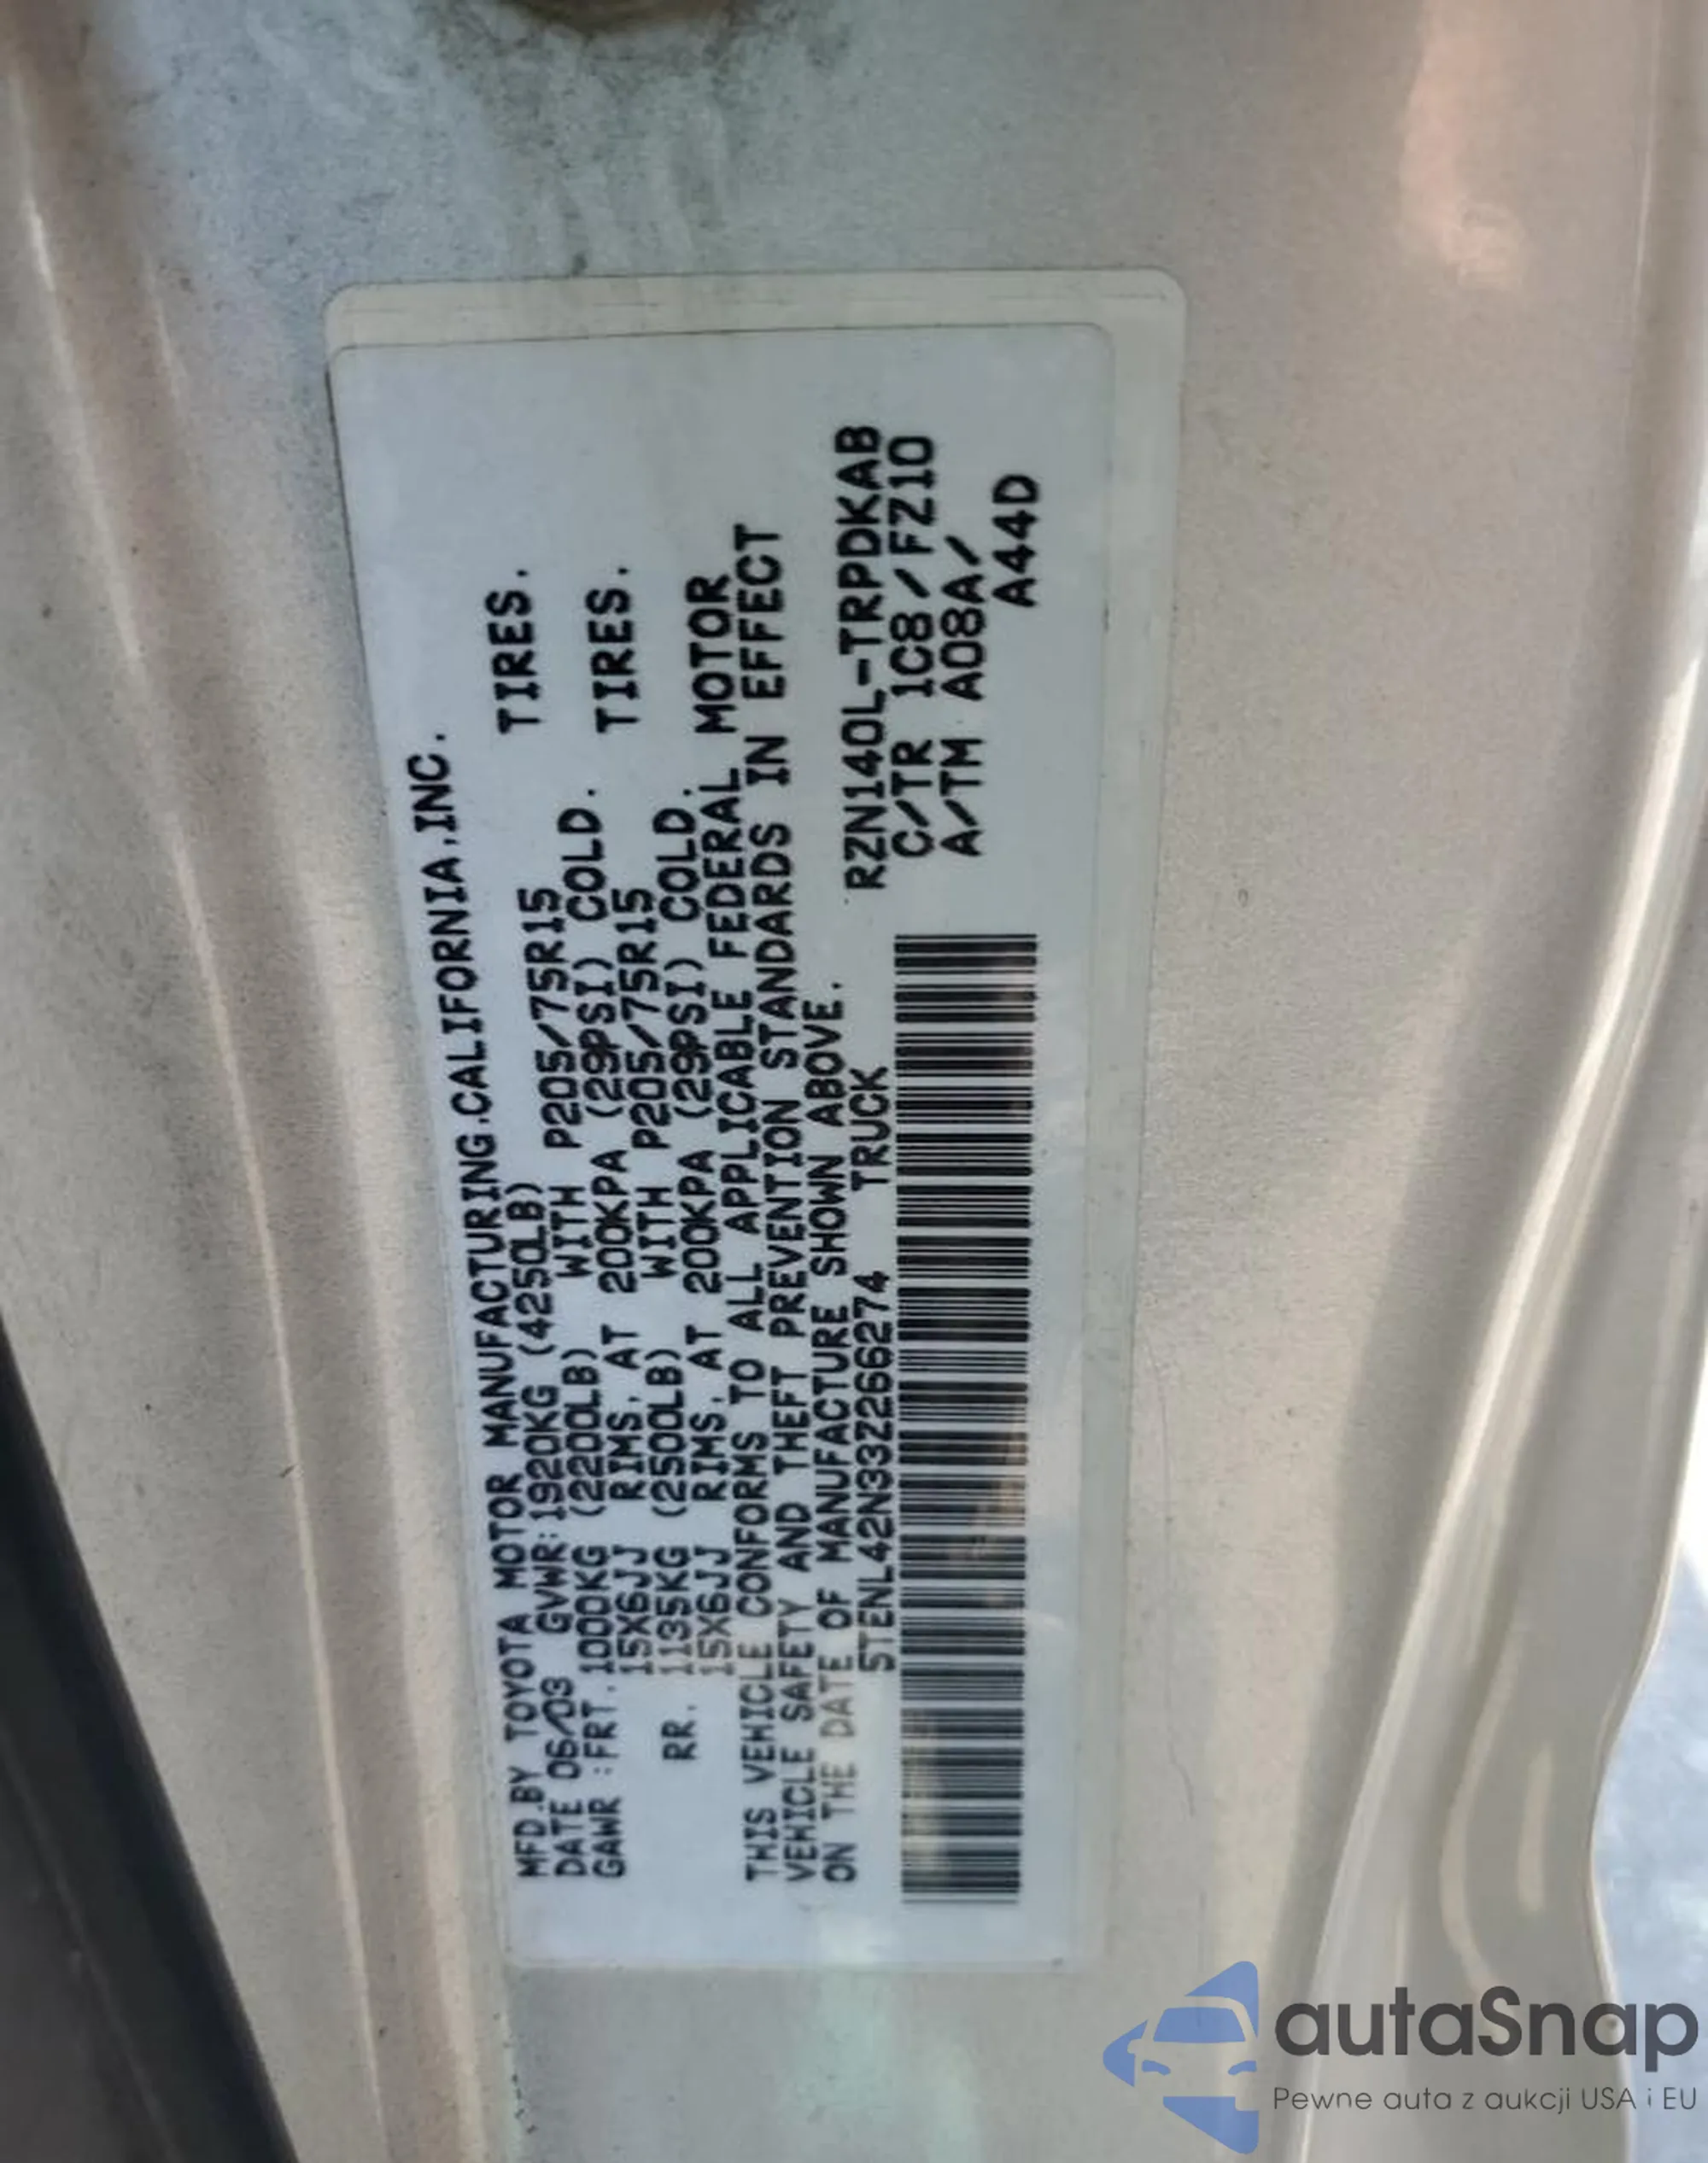 MFD.BY TOYOTA MOTOR MANUFACTURING.CALIFORNIA.INC.
DATE 06/03 GVWR:1920KG (4250LB)
GAWR :FRT. 1000KG (2200LB) WITH P205/75R15 TIRES.
15X6JJ RIMS, AT 200KPA (29PSI) COLD.
RR. 1135KG (2500LB) WITH P205/75R15 TIRES.
15X6JJ RIMS, AT 200KPA (29PSI) COLD.
THIS VEHICLE CONFORMS TO ALL APPLICABLE FEDERAL MOTOR
VEHICLE SAFETY AND THEFT PREVENTION STANDARDS IN EFFECT
ON THE DATE OF MANUFACTURE SHOWN ABOVE.
5TENL42N33Z266274 TRUCK RZN140L-TRPDKAB
C/TR 1C8/FZ10
A/TM A08A/
A44D
autaSnap
Pewne auta z aukcji USA i EU